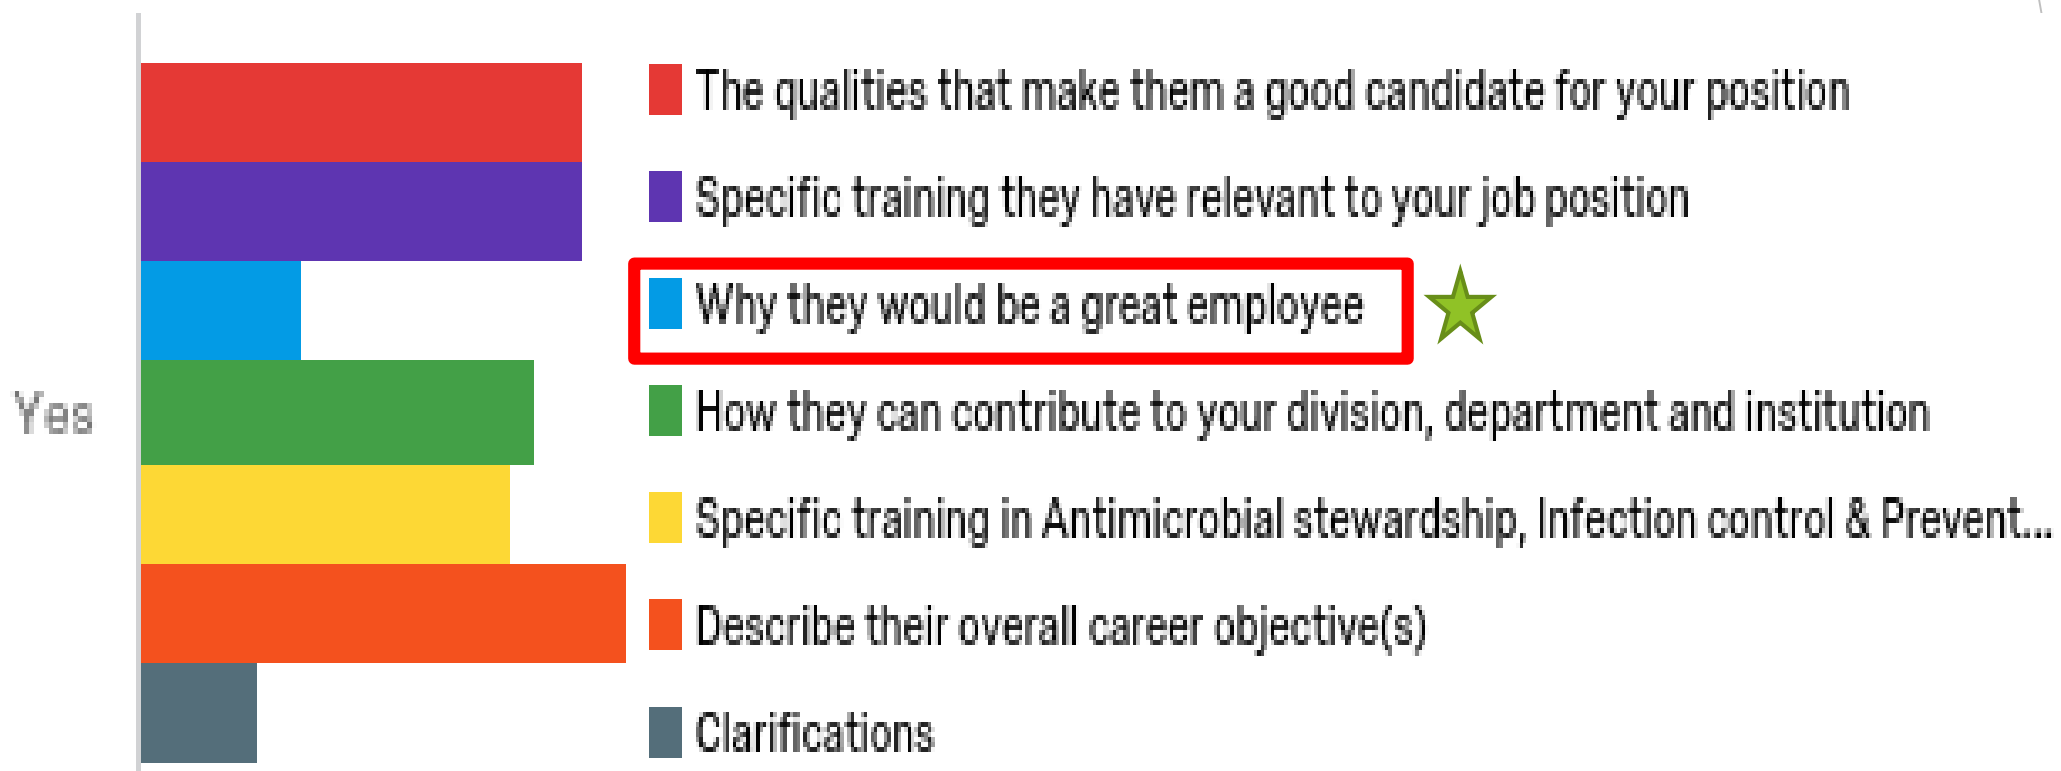 The qualities that make them a good candidate for your position
Specific training they have relevant to your job position
Why they would be a great employee
Yes
How they can contribute to your division, department and institution
Specific training in Antimicrobial stewardship, Infection control & Prevent...
Describe their overall career objective(s)
Clarifications